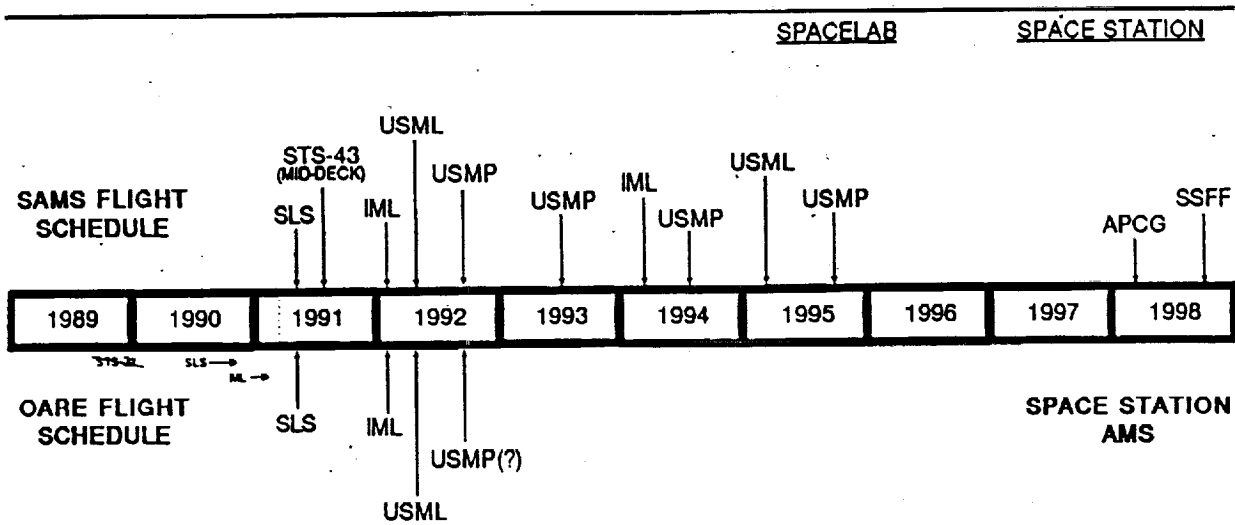 SPACELAB
SPACE STATION
USML
STS-43
(MID-DECK)
USMP
USML
IML
SLS
IML
USMP
USMP
USMP
SSFF
APCG
SAMS FLIGHT
SCHEDULE
1989 1990 1991 1992 1993 1994 1995 1996 1997 1998
SLS →
IML →
OARE FLIGHT
SCHEDULE
SLS
IML
USMP(?)
USML
SPACE STATION
AMS